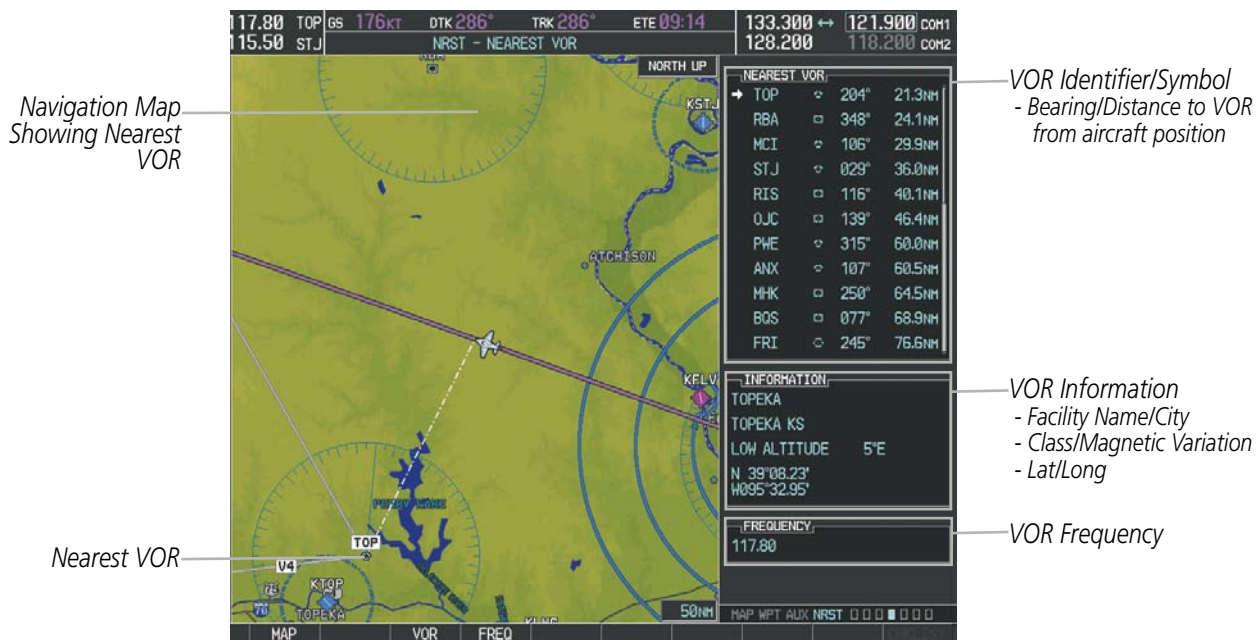 117.80 TOP GS 176KT DTK 286° TRK 286° ETE 09:14 133.300 ↔ 121.900 COM1
115.50 STJ NRST - NEAREST VOR 128.200 118.200 COM2
NORTH UP
RBA
KSTJ
ATCHISON
KFLV
PERRY LAKE
TOP
V4
KTOP
70
TOPEKA
50NM
NEAREST VOR
TOP 204° 21.3NM
RBA 348° 24.1NM
MCI 106° 29.9NM
STJ 029° 36.0NM
RIS 116° 40.1NM
OJC 139° 46.4NM
PWE 315° 60.0NM
ANX 107° 60.5NM
MHK 250° 64.5NM
BQS 077° 68.9NM
FRI 245° 76.6NM
INFORMATION
TOPEKA
TOPEKA KS
LOW ALTITUDE 5°E
N 39°08.23'
W095°32.95'
FREQUENCY
117.80
MAP WPT AUX NRST
MAP VOR FREQ
Navigation Map
Showing Nearest
VOR
Nearest VOR
VOR Identifier/Symbol
- Bearing/Distance to VOR
from aircraft position
VOR Information
- Facility Name/City
- Class/Magnetic Variation
- Lat/Long
VOR Frequency